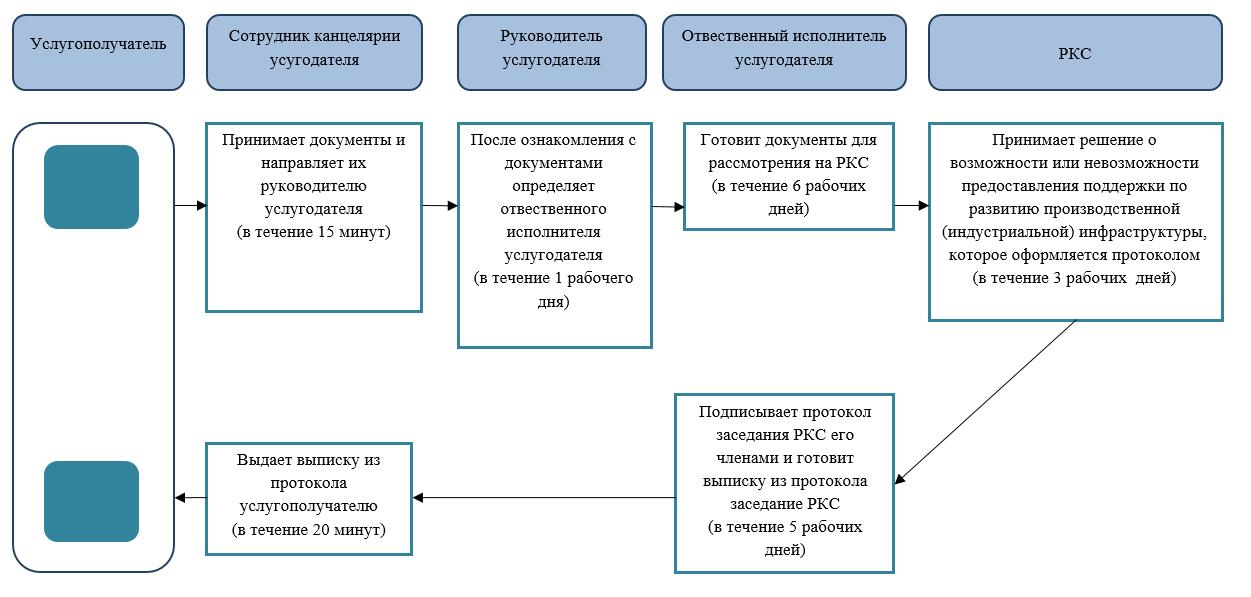 Услугополучатель
Сотрудник канцелярии
усугодателя
Руководитель
услугодателя
Отвественный исполнитель
услугодателя
РКС
Принимает документы и
направляет их
руководителю
услугодателя
(в течение 15 минут)
После ознакомления с
документами
определяет
отвественного
исполнителя
услугодателя
(в течение 1 рабочего
дня)
Готовит документы для
рассмотрения на РКС
(в течение 6 рабочих
дней)
Принимает решение о
возможности или невозможности
предоставления поддержки по
развитию производственной
(индустриальной) инфраструктуры,
которое оформляется протоколом
(в течение 3 рабочих  дней)
Подписывает протокол
заседания РКС его
членами и готовит
выписку из протокола
заседание РКС
(в течение 5 рабочих
дней)
Выдает выписку из
протокола
услугополучателю
(в течение 20 минут)